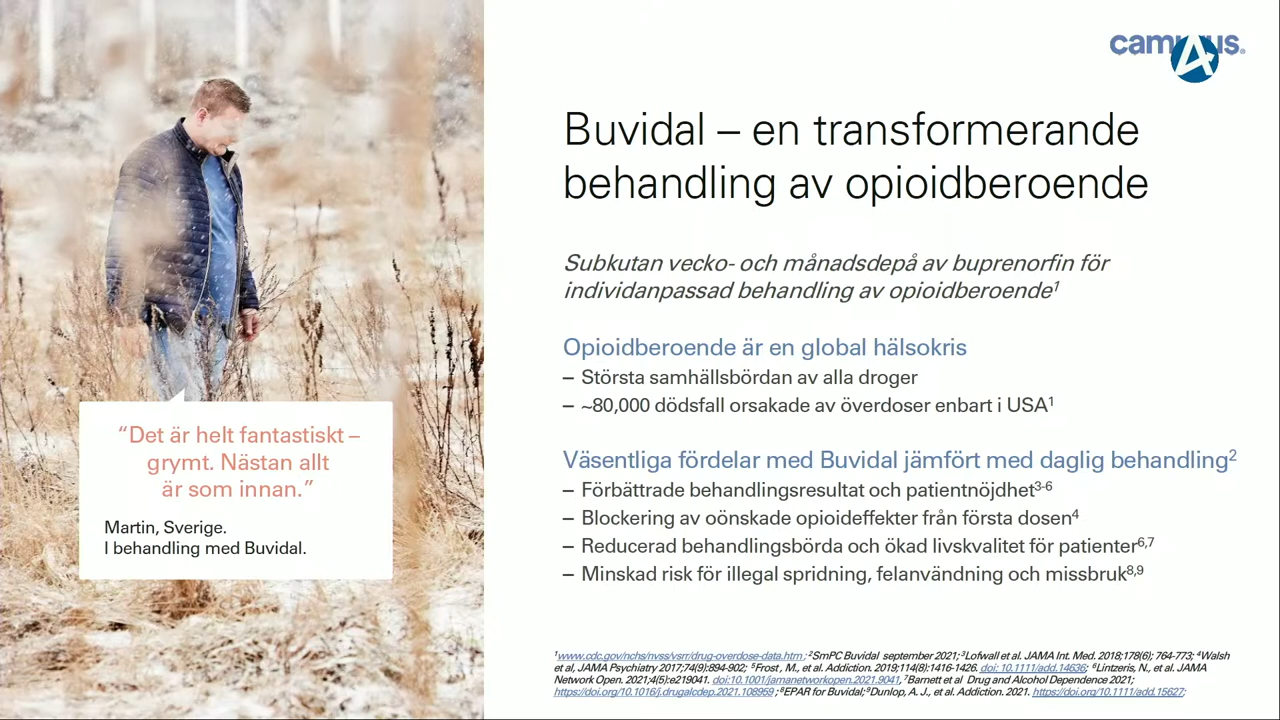 Buvidal – en transformerande
behandling av opioidberoende
Subkutan vecko- och månadsdepå av buprenorfin för
individanpassad behandling av opioidberoende¹
Opioidberoende är en global hälsokris
– Största samhällsbördan av alla droger
– ~80,000 dödsfall orsakade av överdoser enbart i USA¹
Väsentliga fördelar med Buvidal jämfört med daglig behandling²
– Förbättrade behandlingsresultat och patientnöjdhet³⁻⁶
– Blockering av oönskade opioideffekter från första dosen⁴
– Reducerad behandlingsbörda och ökad livskvalitet för patienter⁶,⁷
– Minskad risk för illegal spridning, felanvändning och missbruk⁸,⁹
“Det är helt fantastiskt –
grymt. Nästan allt
är som innan.”
Martin, Sverige.
I behandling med Buvidal.
¹www.cdc.gov/nchs/nvss/vsrr/drug-overdose-data.htm ; ²SmPC Buvidal september 2021; ³Lofwall et al. JAMA Int. Med. 2018;178(6); 764-773; ⁴Walsh
et al, JAMA Psychiatry 2017;74(9):894-902; ⁵Frost , M., et al. Addiction. 2019;114(8):1416-1426. doi: 10.1111/add.14636; ⁶Lintzeris, N., et al. JAMA
Network Open. 2021;4(5):e219041. doi:10.1001/jamanetworkopen.2021.9041, ⁷Barnett et al Drug and Alcohol Dependence 2021;
https://doi.org/10.1016/j.drugalcdep.2021.108959 ; ⁸EPAR for Buvidal; ⁹Dunlop, A. J., et al. Addiction. 2021. https://doi.org/10.1111/add.15627;